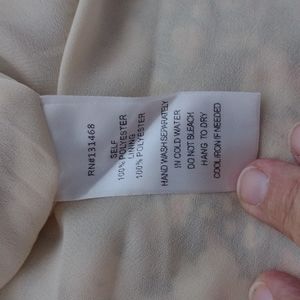 RN#131468
SELF
100% POLYESTER
LINING
100% POLYESTER
HAND WASH SEPARATELY
IN COLD WATER
DO NOT BLEACH
HANG TO DRY
COOL IRON IF NEEDED